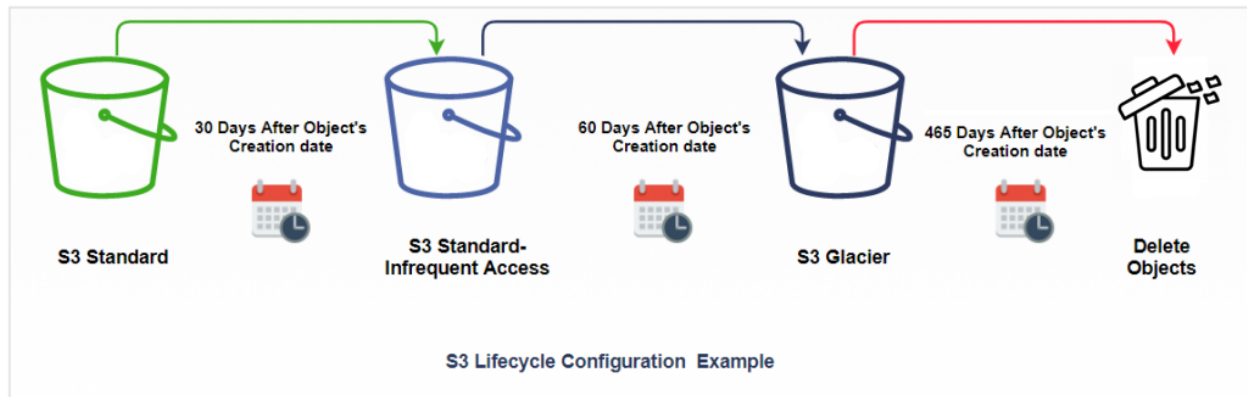 30 Days After Object's
Creation date
60 Days After Object's
Creation date
465 Days After Object's
Creation date
S3 Standard
S3 Standard-
Infrequent Access
S3 Glacier
Delete
Objects
S3 Lifecycle Configuration Example